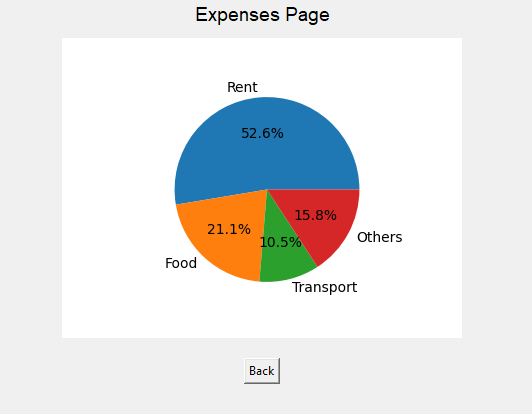 Expenses Page
Rent
52.6%
15.8%
21.1%
10.5%
Others
Food
Transport
Back